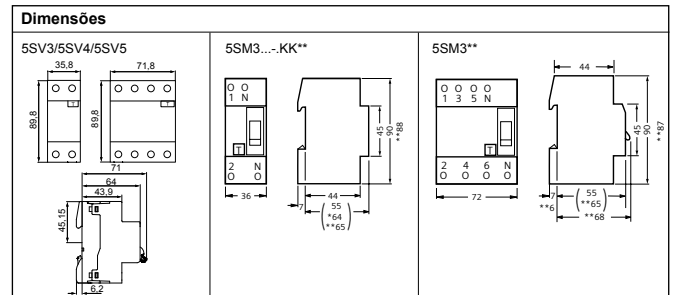 Dimensões
5SV3/5SV4/5SV5
35,8
71,8
89,8
T
89,8
T
71
64
43,9
45,15
6,2
5SM3...-.KK**
1 N
T
2 N
36
45
90
**88
44
7
55
*64
**65
5SM3**
1 3 5 N
T
2 4 6 N
72
44
45
90
**87
7
**6
55
**65
**68